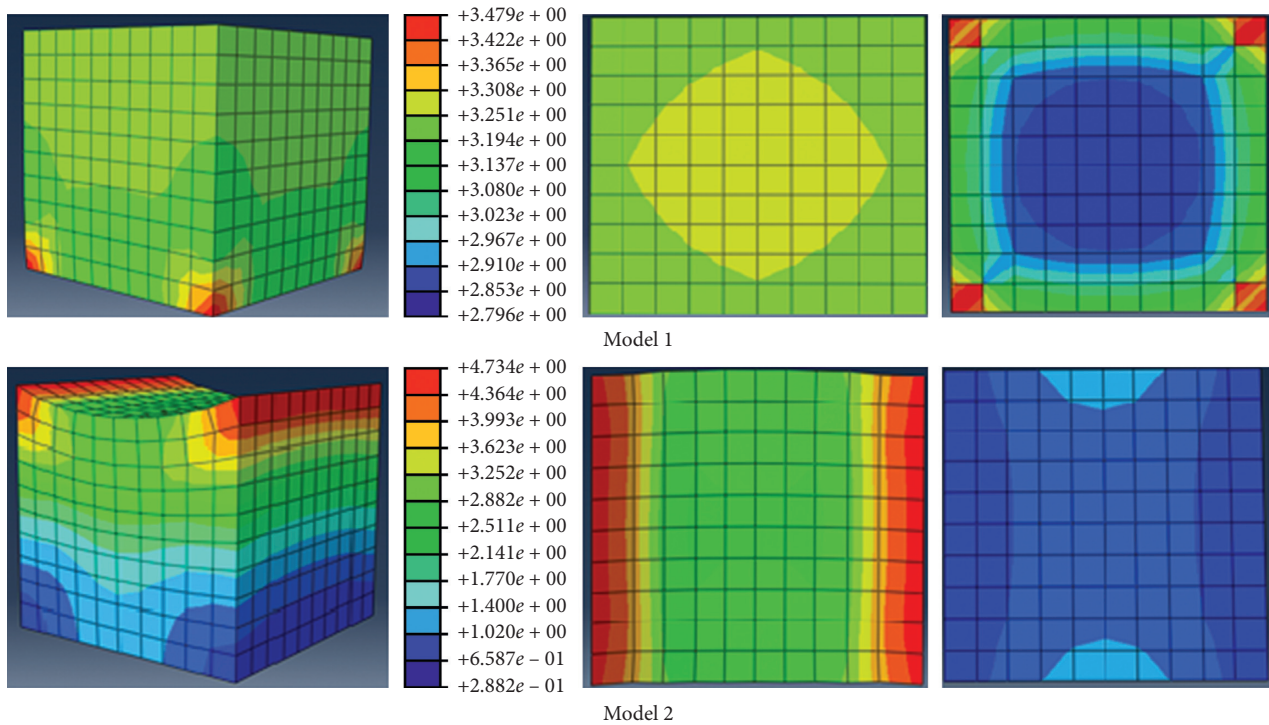 +3.479e + 00
+3.422e + 00
+3.365e + 00
+3.308e + 00
+3.251e + 00
+3.194e + 00
+3.137e + 00
+3.080e + 00
+3.023e + 00
+2.967e + 00
+2.910e + 00
+2.853e + 00
+2.796e + 00
Model 1
+4.734e + 00
+4.364e + 00
+3.993e + 00
+3.623e + 00
+3.252e + 00
+2.882e + 00
+2.511e + 00
+2.141e + 00
+1.770e + 00
+1.400e + 00
+1.020e + 00
+6.587e – 01
+2.882e – 01
Model 2